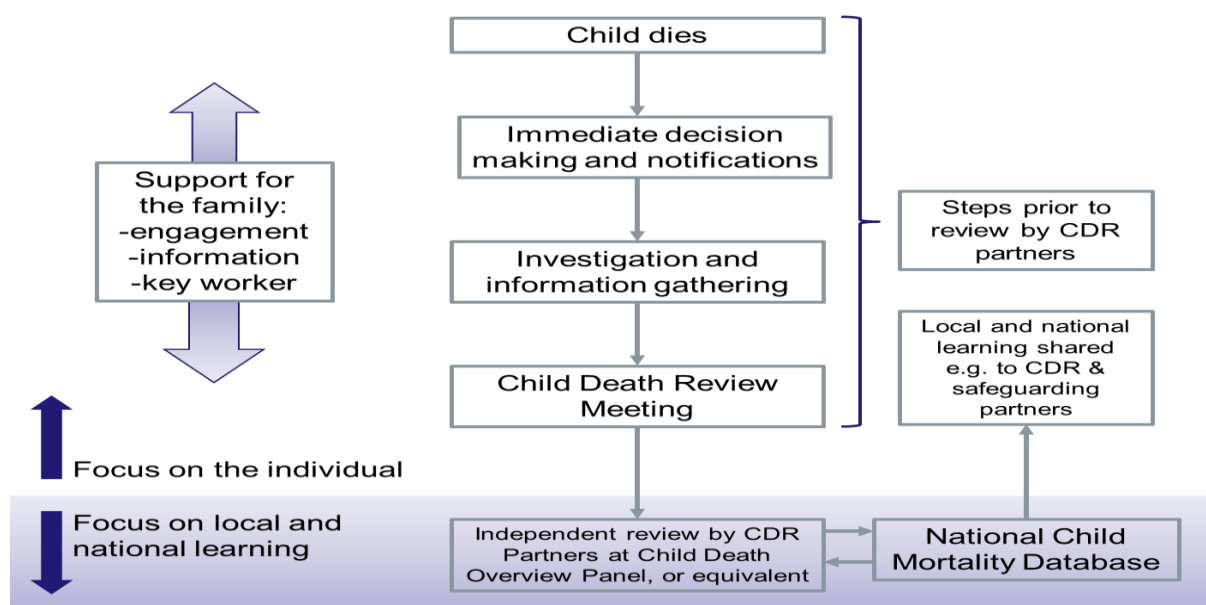 Child dies
Immediate decision
making and notifications
Support for
the family:
-engagement
-information
-key worker
Steps prior to
review by CDR
partners
Investigation and
information gathering
Local and national
learning shared
e.g. to CDR &
safeguarding
partners
Child Death Review
Meeting
Focus on the individual
Focus on local and
national learning
Independent review by CDR
Partners at Child Death
Overview Panel, or equivalent
National Child
Mortality Database